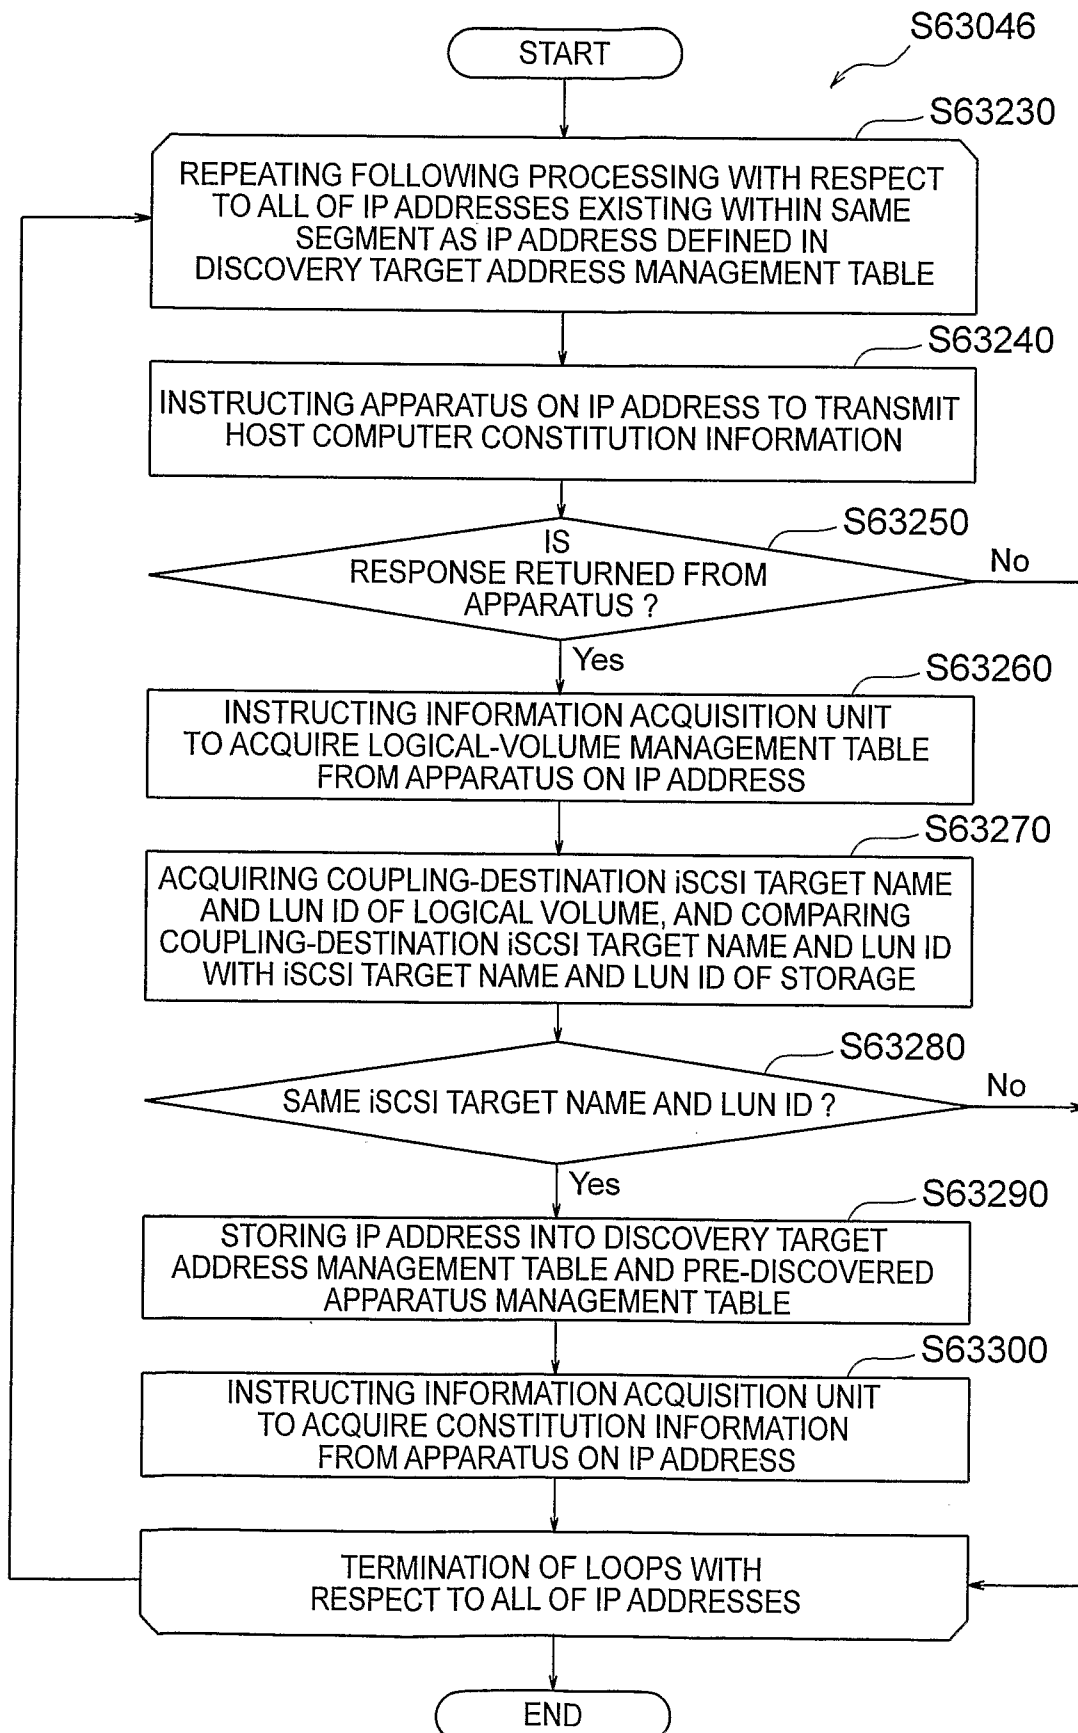 S63046
START
S63230
REPEATING FOLLOWING PROCESSING WITH RESPECT
TO ALL OF IP ADDRESSES EXISTING WITHIN SAME
SEGMENT AS IP ADDRESS DEFINED IN
DISCOVERY TARGET ADDRESS MANAGEMENT TABLE
S63240
INSTRUCTING APPARATUS ON IP ADDRESS TO TRANSMIT
HOST COMPUTER CONSTITUTION INFORMATION
S63250
IS
RESPONSE RETURNED FROM
APPARATUS ?
No
Yes
S63260
INSTRUCTING INFORMATION ACQUISITION UNIT
TO ACQUIRE LOGICAL-VOLUME MANAGEMENT TABLE
FROM APPARATUS ON IP ADDRESS
S63270
ACQUIRING COUPLING-DESTINATION iSCSI TARGET NAME
AND LUN ID OF LOGICAL VOLUME, AND COMPARING
COUPLING-DESTINATION iSCSI TARGET NAME AND LUN ID
WITH iSCSI TARGET NAME AND LUN ID OF STORAGE
S63280
SAME iSCSI TARGET NAME AND LUN ID ?
No
Yes
S63290
STORING IP ADDRESS INTO DISCOVERY TARGET
ADDRESS MANAGEMENT TABLE AND PRE-DISCOVERED
APPARATUS MANAGEMENT TABLE
S63300
INSTRUCTING INFORMATION ACQUISITION UNIT
TO ACQUIRE CONSTITUTION INFORMATION
FROM APPARATUS ON IP ADDRESS
TERMINATION OF LOOPS WITH
RESPECT TO ALL OF IP ADDRESSES
END